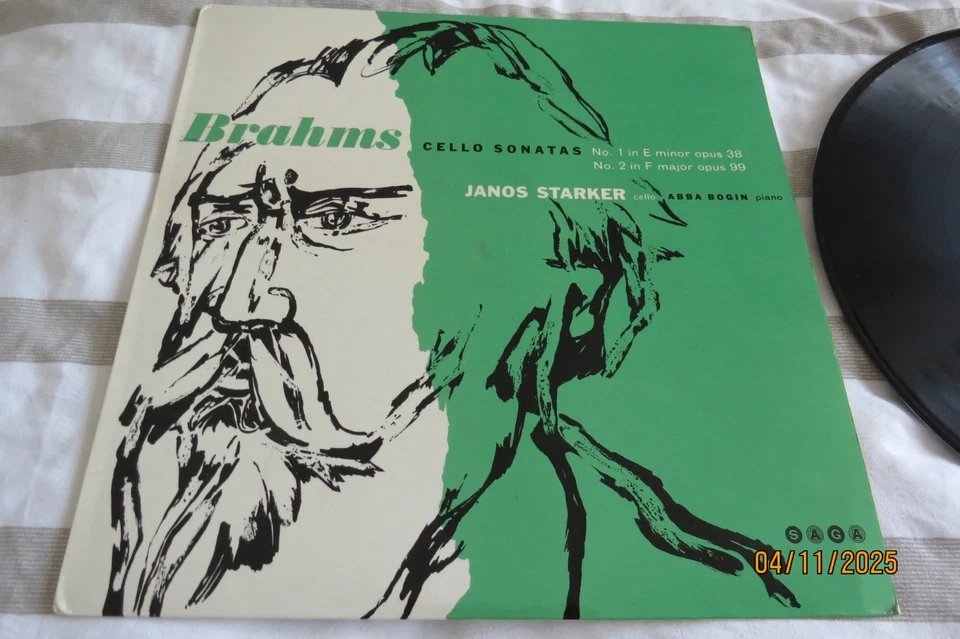 Brahms CELLO SONATAS No. 1 in E minor opus 38
No. 2 in F major opus 99
JANOS STARKER cello ABBA BOGIN piano
SAGA
04/11/2025